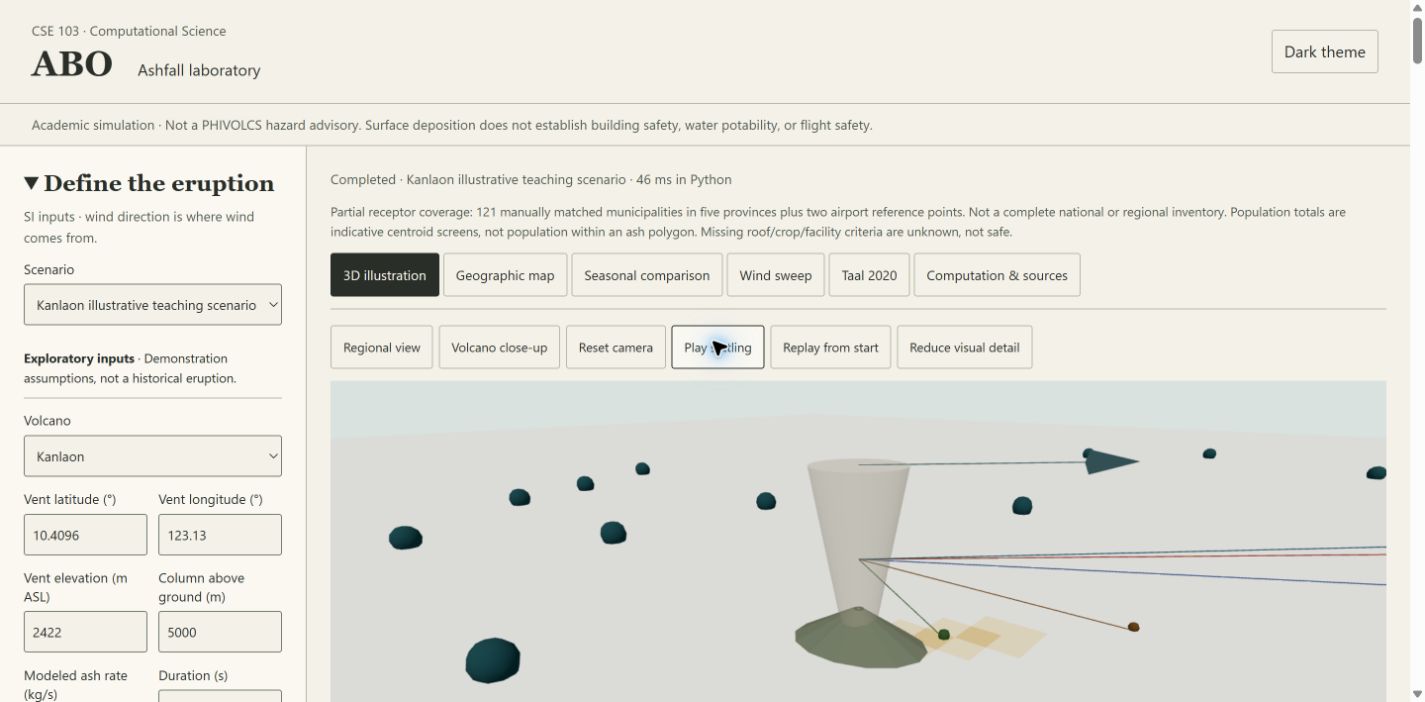 CSE 103 · Computational Science
ABO
Ashfall laboratory
Dark theme
Academic simulation · Not a PHIVOLCS hazard advisory. Surface deposition does not establish building safety, water potability, or flight safety.
▼ Define the eruption
SI inputs · wind direction is where wind
comes from.
Scenario
Kanlaon illustrative teaching scenario
Exploratory inputs · Demonstration
assumptions, not a historical eruption.
Volcano
Kanlaon
Vent latitude (°)
Vent longitude (°)
10.4096
123.13
Vent elevation (m
ASL)
Column above
ground (m)
2422
5000
Modeled ash rate
(kg/s)
Duration (s)
Completed · Kanlaon illustrative teaching scenario · 46 ms in Python
Partial receptor coverage: 121 manually matched municipalities in five provinces plus two airport reference points. Not a complete national or regional inventory. Population totals are
indicative centroid screens, not population within an ash polygon. Missing roof/crop/facility criteria are unknown, not safe.
3D illustration
Geographic map
Seasonal comparison
Wind sweep
Taal 2020
Computation & sources
Regional view
Volcano close-up
Reset camera
Play
Replay from start
Reduce visual detail